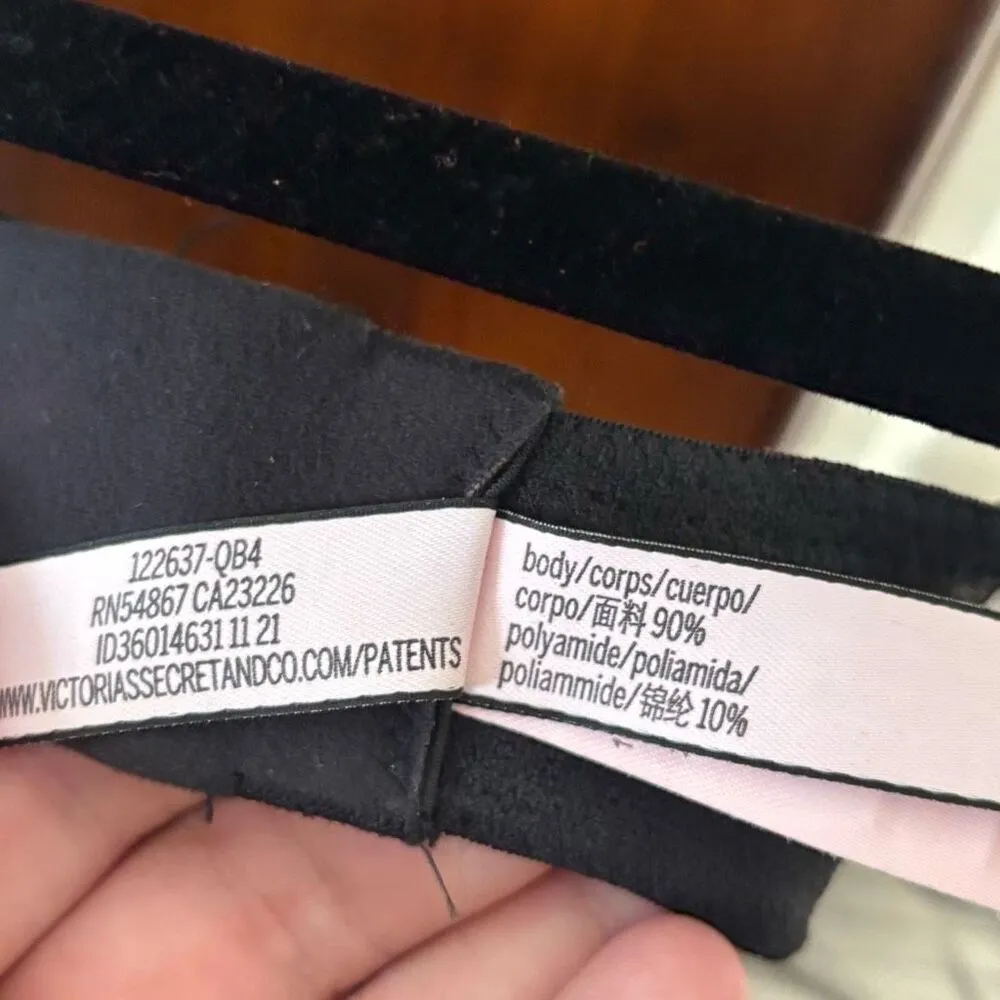 122637-QB4
RN54867 CA23226
ID36014631 11 21
WWW.VICTORIASSECRETANDCO.COM/PATENTS
body/corps/cuerpo/
corpo/面料 90%
polyamide/poliamida/
poliammide/锦纶 10%